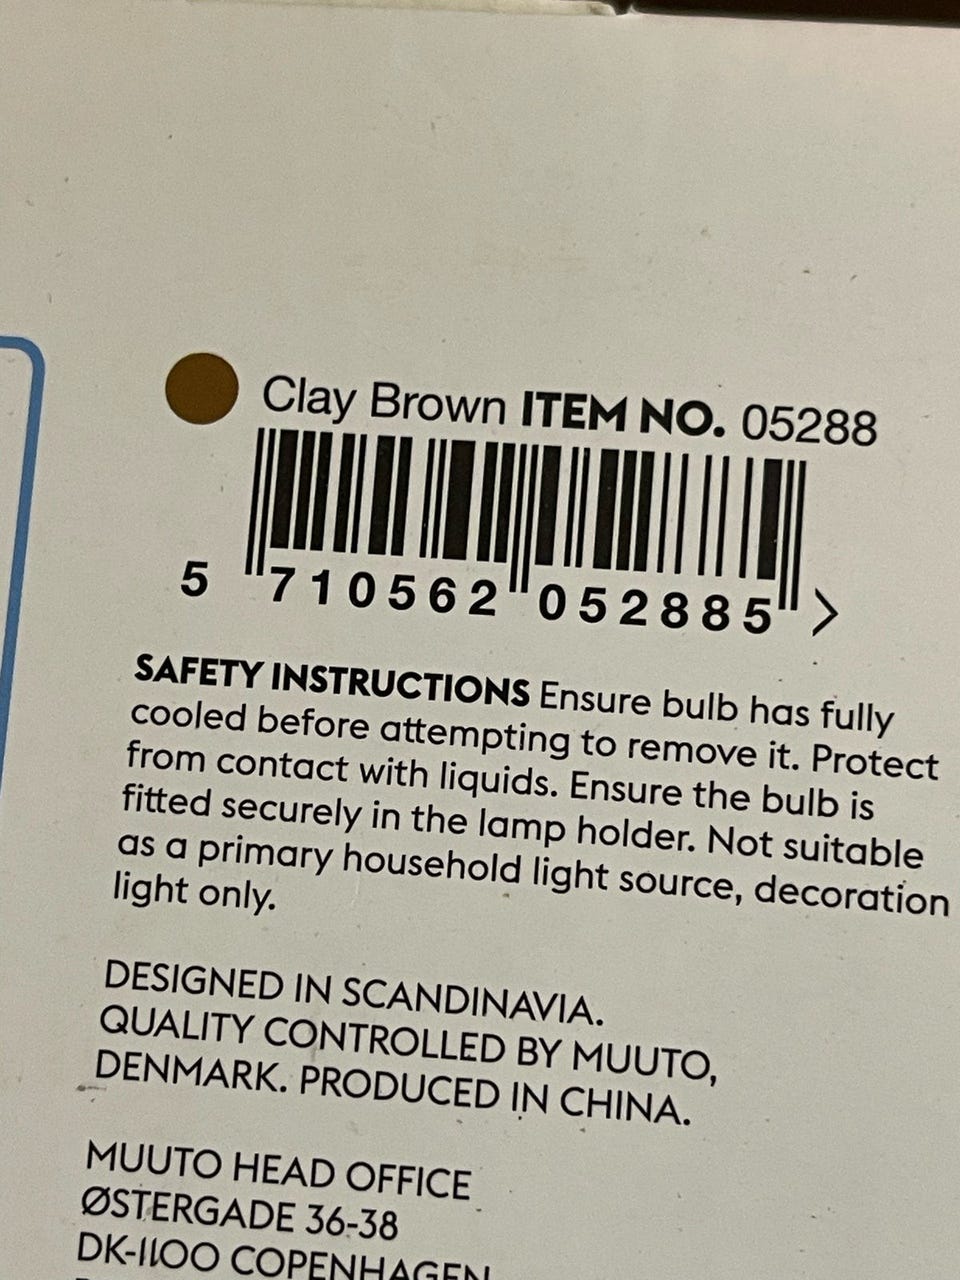 Clay Brown ITEM NO. 05288
5 710562 052885 >
SAFETY INSTRUCTIONS Ensure bulb has fully
cooled before attempting to remove it. Protect
from contact with liquids. Ensure the bulb is
fitted securely in the lamp holder. Not suitable
as a primary household light source, decoration
light only.
DESIGNED IN SCANDINAVIA.
QUALITY CONTROLLED BY MUUTO,
DENMARK. PRODUCED IN CHINA.
MUUTO HEAD OFFICE
ØSTERGADE 36-38
DK-1100 COPENHAGEN